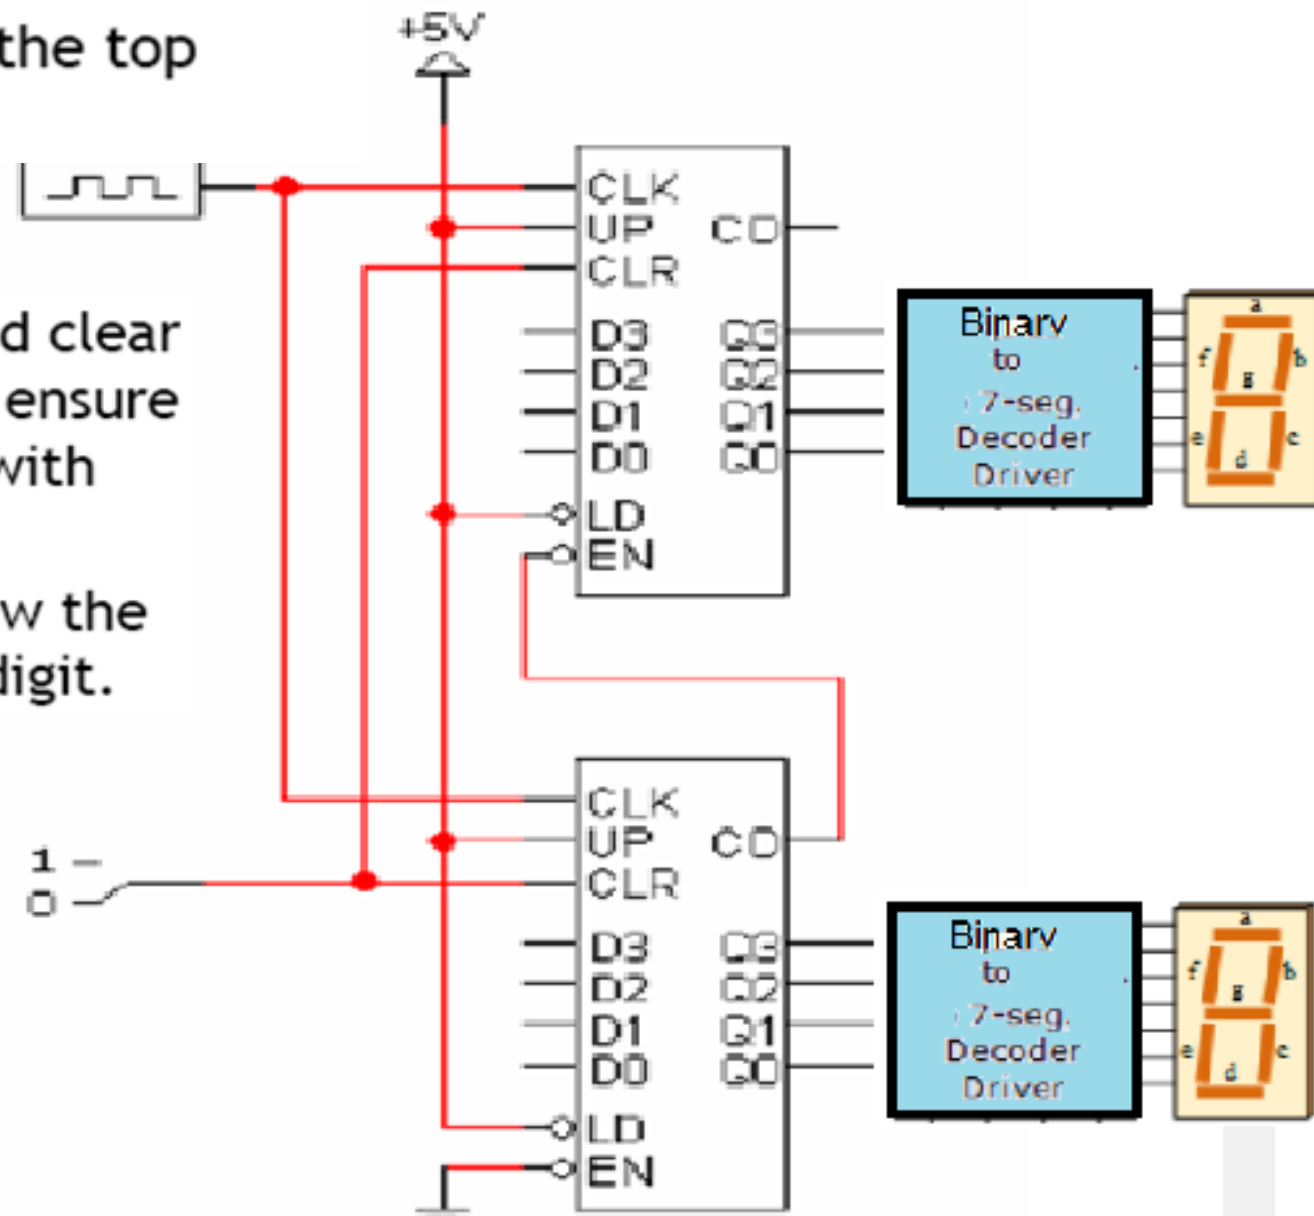 the top
+5V
d clear
ensure
with
w the
digit.
CLK
UP
CLR
CO
D3
D2
D1
D0
Q3
Q2
Q1
Q0
LD
EN
Binary
to
7-seg.
Decoder
Driver
a
f
b
g
e
c
d
1
0
CLK
UP
CLR
CO
D3
D2
D1
D0
Q3
Q2
Q1
Q0
LD
EN
Binary
to
7-seg.
Decoder
Driver
a
f
b
g
e
c
d